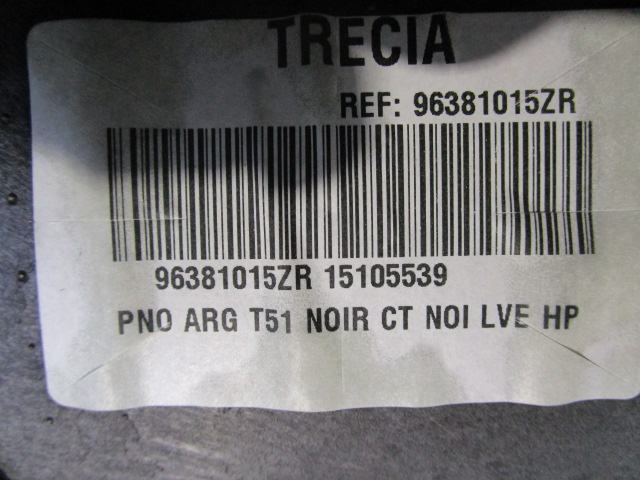 TRECIA
REF: 96381015ZR
96381015ZR 15105539
PNO ARG T51 NOIR CT NOI LVE HP